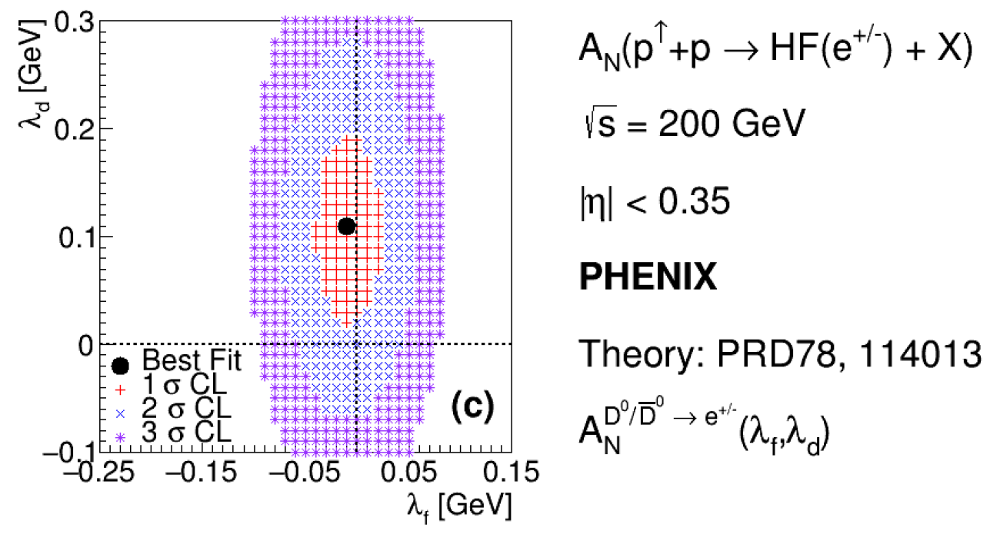 λd [GeV]
0.3
0.2
0.1
0
−0.1
Best Fit
1 σ CL
2 σ CL
3 σ CL
(c)
−0.25 −0.15 −0.05 0.05 0.15
λf [GeV]
AN(p↑+p → HF(e+/-) + X)
√s = 200 GeV
|η| < 0.35
PHENIX
Theory: PRD78, 114013
AN D0/D̅0 → e+/- (λf,λd)